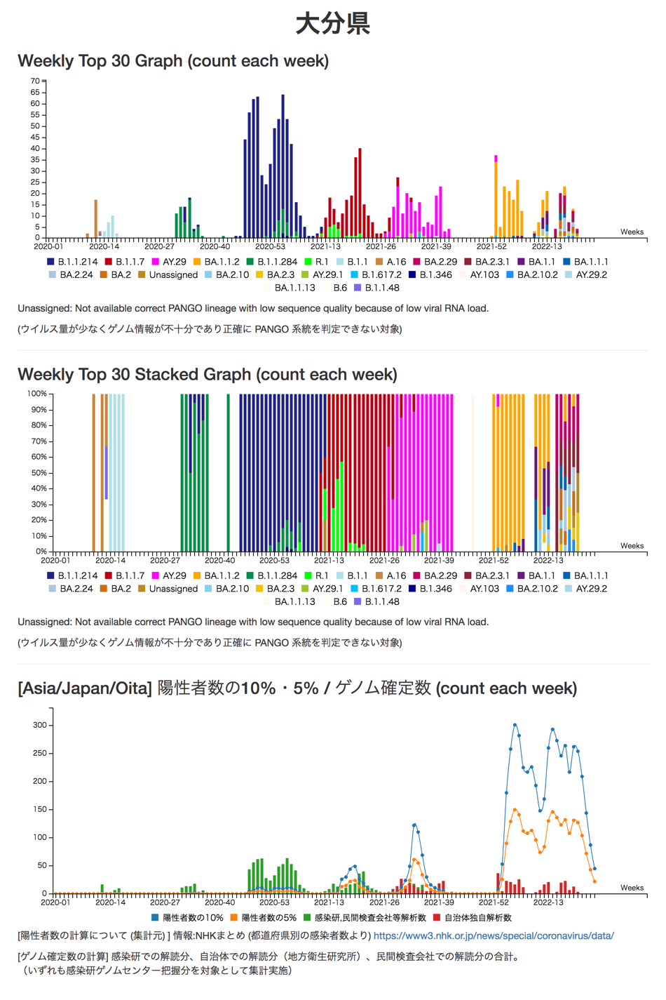 大分県
Weekly Top 30 Graph (count each week)
70
65
60
55
50
45
40
35
30
25
20
15
10
5
0
Weeks
2020-01 2020-14 2020-27 2020-40 2020-53 2021-13 2021-26 2021-39 2021-52 2022-13
B.1.1.214 B.1.1.7 AY.29 BA.1.1.2 B.1.1.284 R.1 B.1.1 A.16 BA.2.29 BA.2.3.1 BA.1.1 BA.1.1.1
BA.2.24 BA.2 Unassigned BA.2.10 BA.2.3 AY.29.1 B.1.617.2 B.1.346 AY.103 BA.2.10.2 AY.29.2
BA.1.1.13 B.6 B.1.1.48
Unassigned: Not available correct PANGO lineage with low sequence quality because of low viral RNA load.
(ウイルス量が少なくゲノム情報が不十分であり正確に PANGO 系統を判定できない対象)
Weekly Top 30 Stacked Graph (count each week)
100%
90%
80%
70%
60%
50%
40%
30%
20%
10%
0%
Weeks
2020-01 2020-14 2020-27 2020-40 2020-53 2021-13 2021-26 2021-39 2021-52 2022-13
B.1.1.214 B.1.1.7 AY.29 BA.1.1.2 B.1.1.284 R.1 B.1.1 A.16 BA.2.29 BA.2.3.1 BA.1.1 BA.1.1.1
BA.2.24 BA.2 Unassigned BA.2.10 BA.2.3 AY.29.1 B.1.617.2 B.1.346 AY.103 BA.2.10.2 AY.29.2
BA.1.1.13 B.6 B.1.1.48
Unassigned: Not available correct PANGO lineage with low sequence quality because of low viral RNA load.
(ウイルス量が少なくゲノム情報が不十分であり正確に PANGO 系統を判定できない対象)
[Asia/Japan/Oita] 陽性者数の10%・5% / ゲノム確定数 (count each week)
300
250
200
150
100
50
0
Weeks
2020-01 2020-14 2020-27 2020-40 2020-53 2021-13 2021-26 2021-39 2021-52 2022-13
陽性者数の10% 陽性者数の5% 感染研,民間検査会社等解析数 自治体独自解析数
[陽性者数の計算について (集計元) ] 情報:NHKまとめ (都道府県別の感染者数より) https://www3.nhk.or.jp/news/special/coronavirus/data/
[ゲノム確定数の計算] 感染研での解読分、自治体での解読分（地方衛生研究所）、民間検査会社での解読分の合計。
（いずれも感染研ゲノムセンター把握分を対象として集計実施）